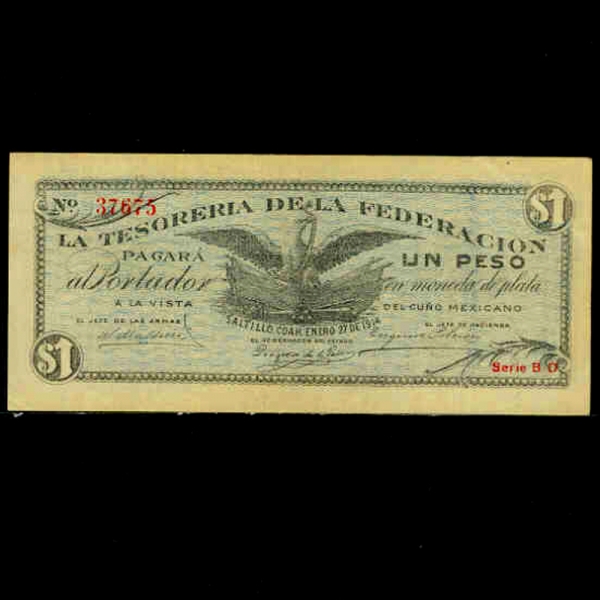 Nº 37675
$1
LA TESORERIA DE LA FEDERACION
PAGARÁ
UN PESO
al Portador
en moneda de plata
A LA VISTA
DEL CUÑO MEXICANO
SALTILLO, COAH. ENERO 27 DE 1914
EL JEFE DE LAS ARMAS
EL GOBERNADOR DEL ESTADO
EL JEFE DE HACIENDA
$1
Serie B O